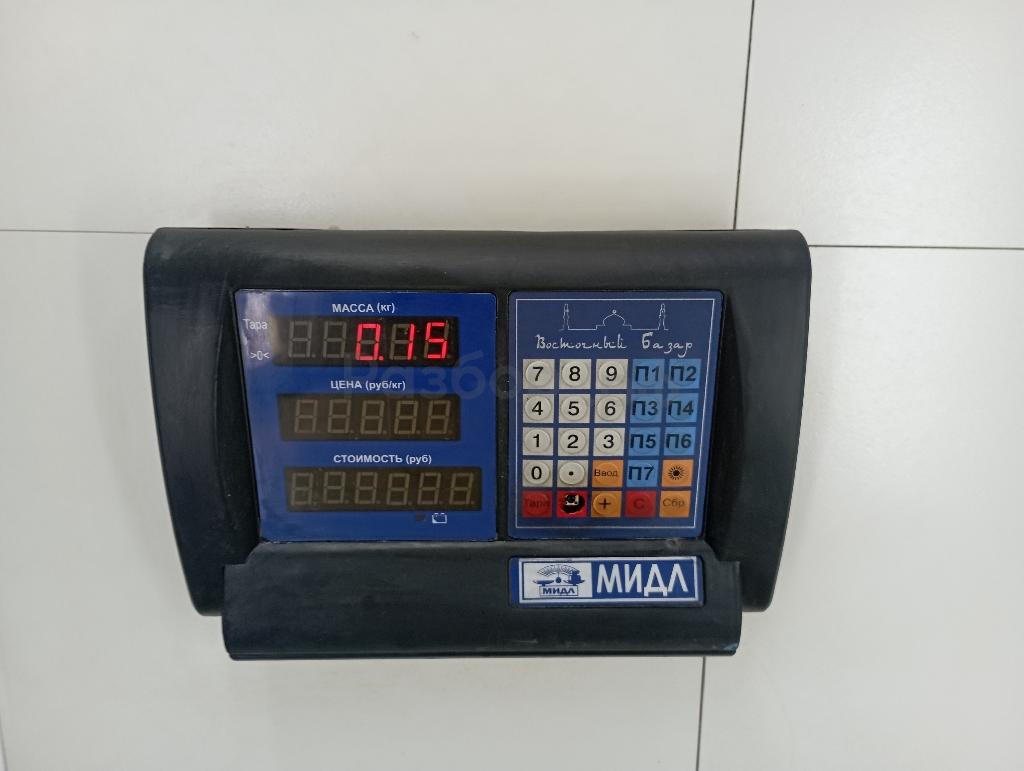 МАССА (кг)
Тара
0.15
>0<
ЦЕНА (руб/кг)
СТОИМОСТЬ (руб)
Восточный Базар
7 8 9 П1 П2
4 5 6 П3 П4
1 2 3 П5 П6
0 . Ввод П7
Тара + С Сбр
МИДЛ
МИДЛ